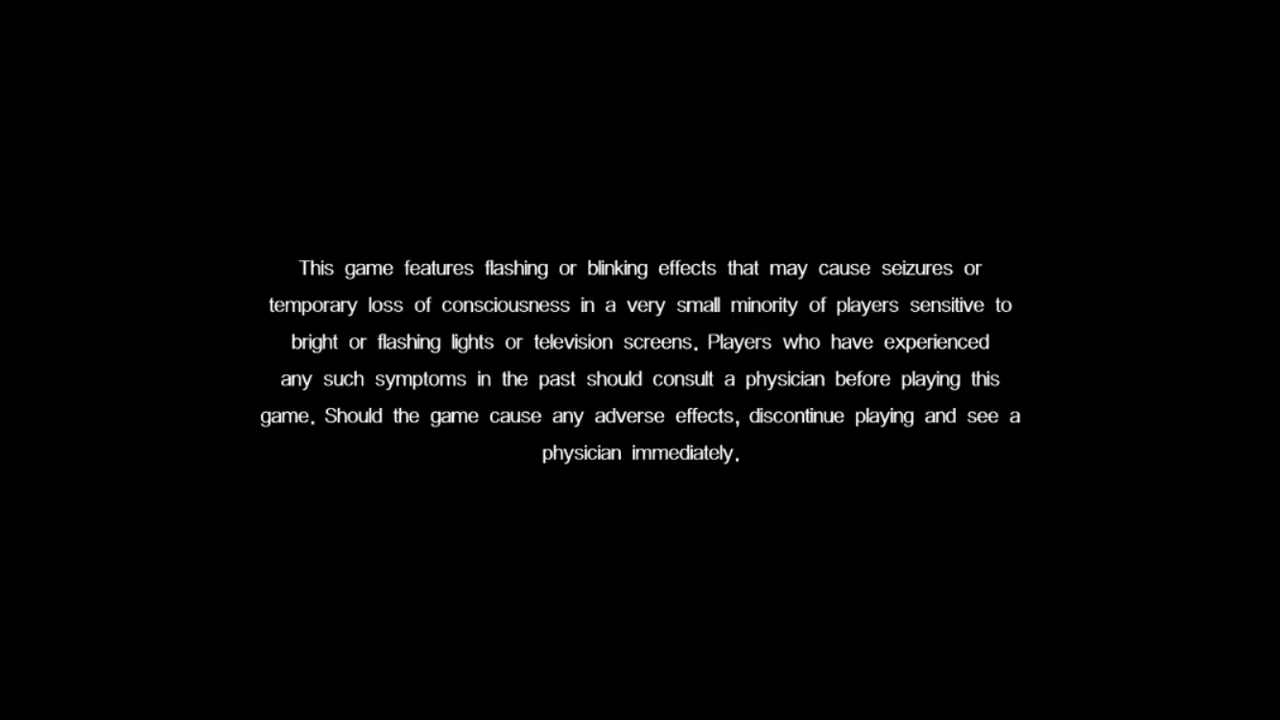 This game features flashing or blinking effects that may cause seizures or
temporary loss of consciousness in a very small minority of players sensitive to
bright or flashing lights or television screens. Players who have experienced
any such symptoms in the past should consult a physician before playing this
game. Should the game cause any adverse effects, discontinue playing and see a
physician immediately.